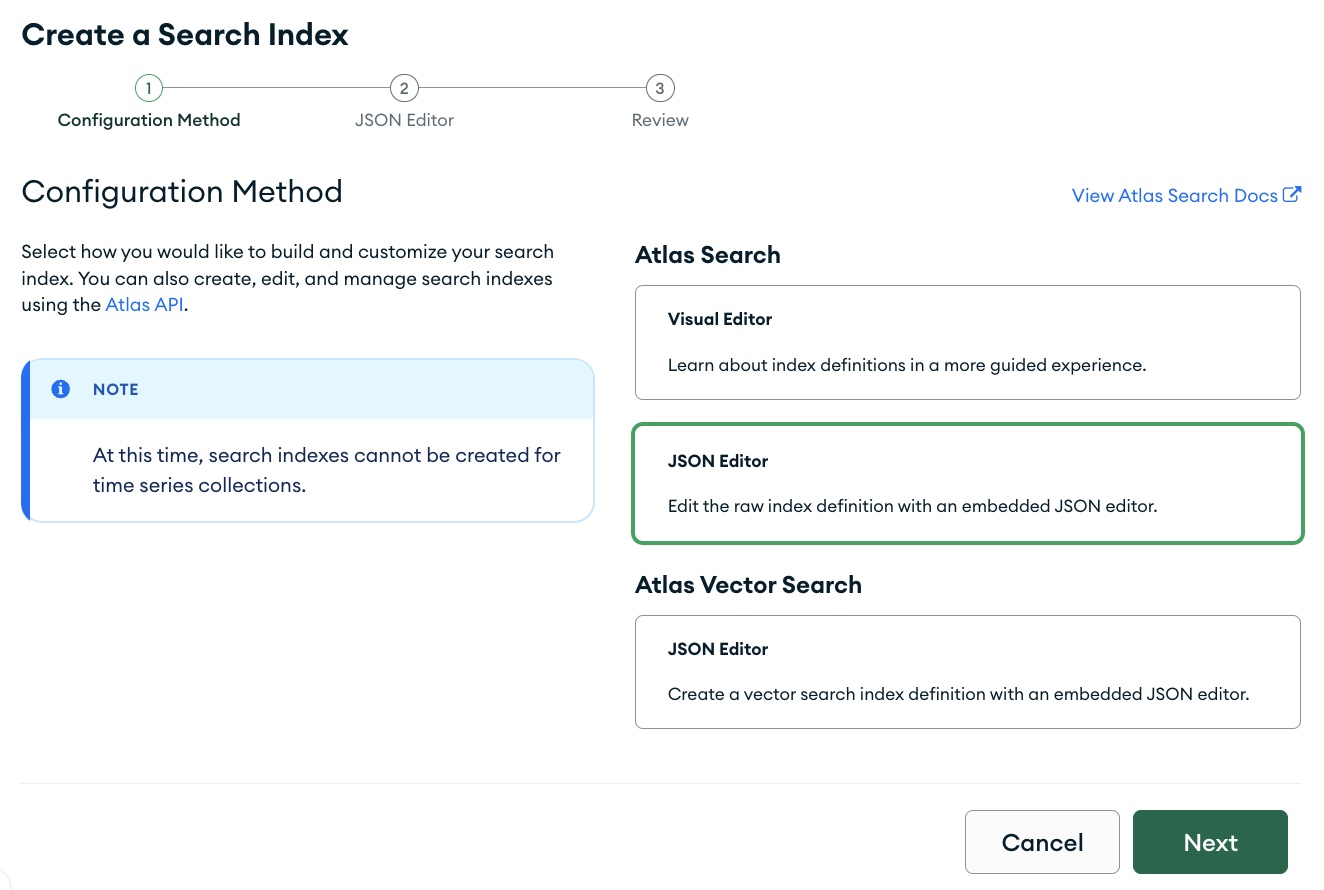 Create a Search Index
1
2
3
Configuration Method
JSON Editor
Review
Configuration Method
View Atlas Search Docs
Select how you would like to build and customize your search
index. You can also create, edit, and manage search indexes
using the Atlas API.
NOTE
At this time, search indexes cannot be created for
time series collections.
Atlas Search
Visual Editor
Learn about index definitions in a more guided experience.
JSON Editor
Edit the raw index definition with an embedded JSON editor.
Atlas Vector Search
JSON Editor
Create a vector search index definition with an embedded JSON editor.
Cancel
Next